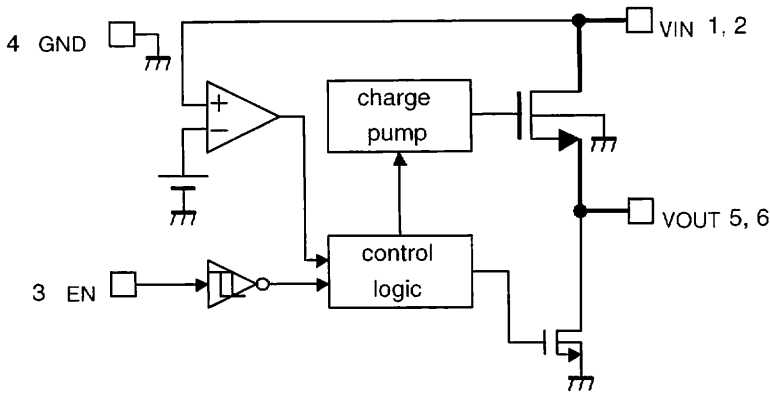 4 GND
VIN 1, 2
+
−
charge
pump
VOUT 5, 6
control
logic
3 EN